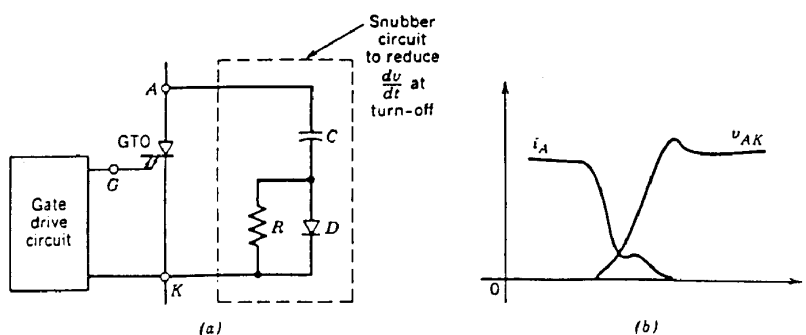 Snubber
circuit
to reduce
dv
dt at
turn-off
A
GTO
G
C
Gate
drive
circuit
R
D
K
(a)
i_A
v_AK
0
(b)